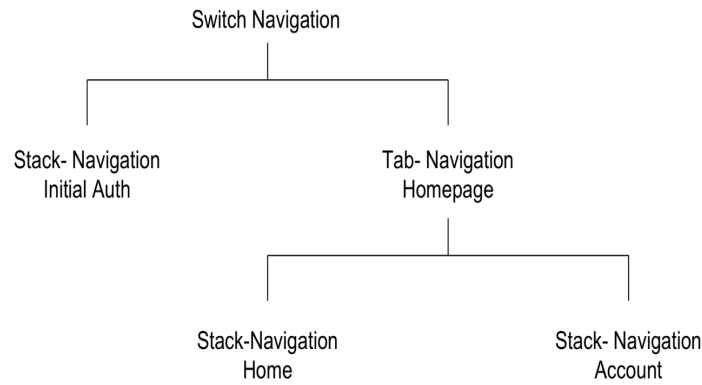 Switch Navigation
Stack- Navigation
Initial Auth
Tab- Navigation
Homepage
Stack-Navigation
Home
Stack- Navigation
Account